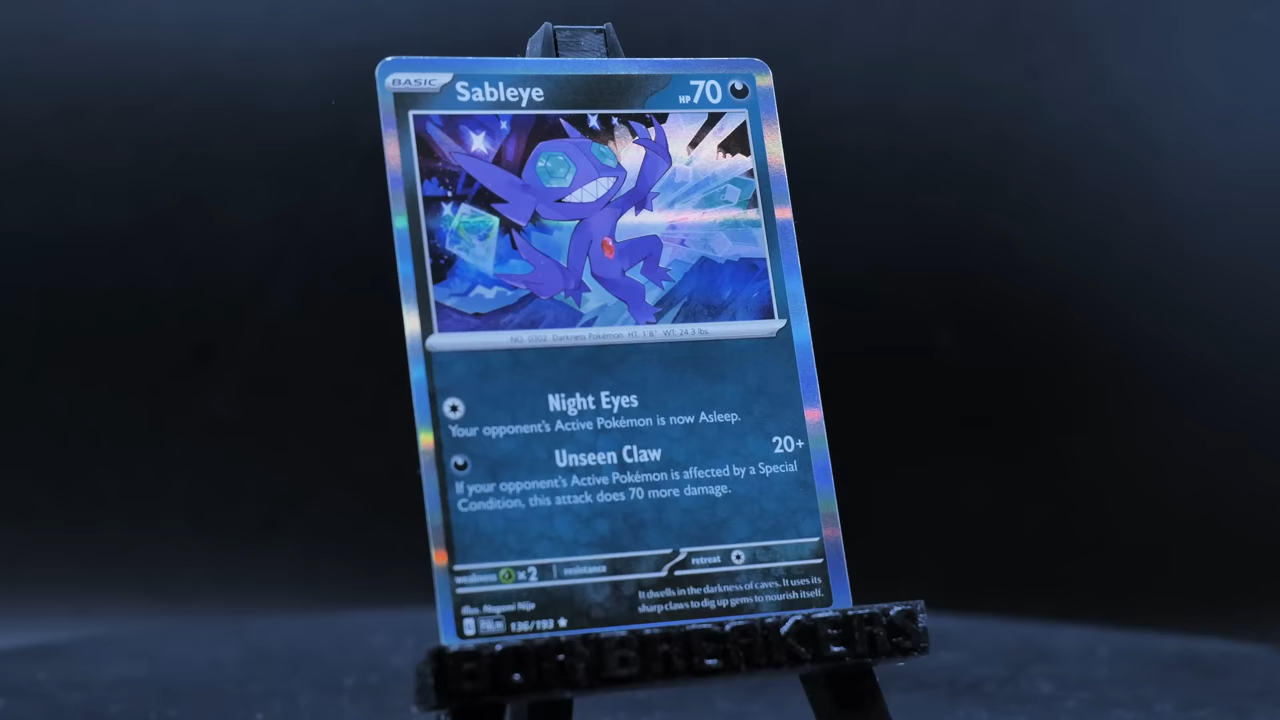 BASIC Sableye HP 70
NO. 0302 Darkness Pokémon HT: 1'8" WT: 24.3 lbs.
Night Eyes
Your opponent's Active Pokémon is now Asleep.
Unseen Claw 20+
If your opponent's Active Pokémon is affected by a Special
Condition, this attack does 70 more damage.
weakness ×2 resistance retreat
It dwells in the darkness of caves. It uses its
sharp claws to dig up gems to nourish itself.
Illus. Nagomi Nijo
PAL EN 136/193 ★